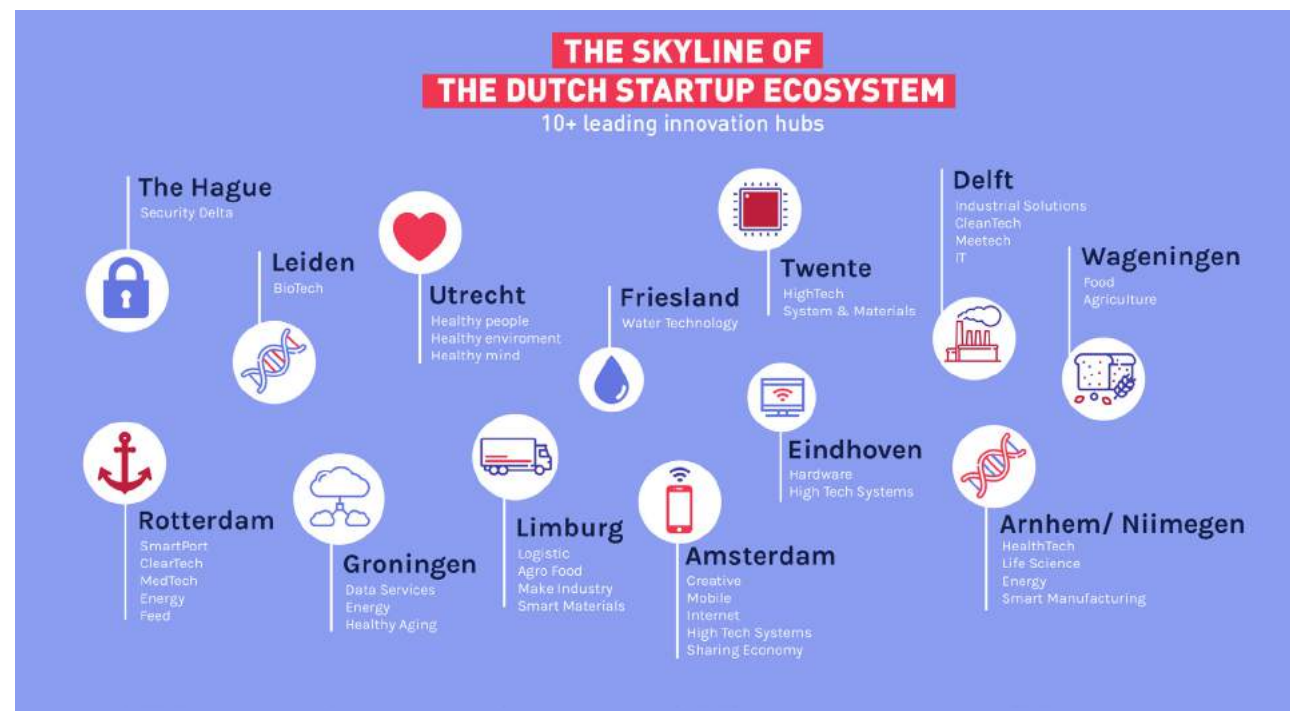 THE SKYLINE OF
THE DUTCH STARTUP ECOSYSTEM
10+ leading innovation hubs
The Hague
Security Delta
Leiden
BioTech
Utrecht
Healthy people
Healthy enviroment
Healthy mind
Friesland
Water Technology
Twente
HighTech
System & Materials
Delft
Industrial Solutions
CleanTech
Meetech
IT
Wageningen
Food
Agriculture
Rotterdam
SmartPort
ClearTech
MedTech
Energy
Feed
Groningen
Data Services
Energy
Healthy Aging
Limburg
Logistic
Agro Food
Make Industry
Smart Materials
Amsterdam
Creative
Mobile
Internet
High Tech Systems
Sharing Economy
Eindhoven
Hardware
High Tech Systems
Arnhem/ Niimegen
HealthTech
Life Science
Energy
Smart Manufacturing